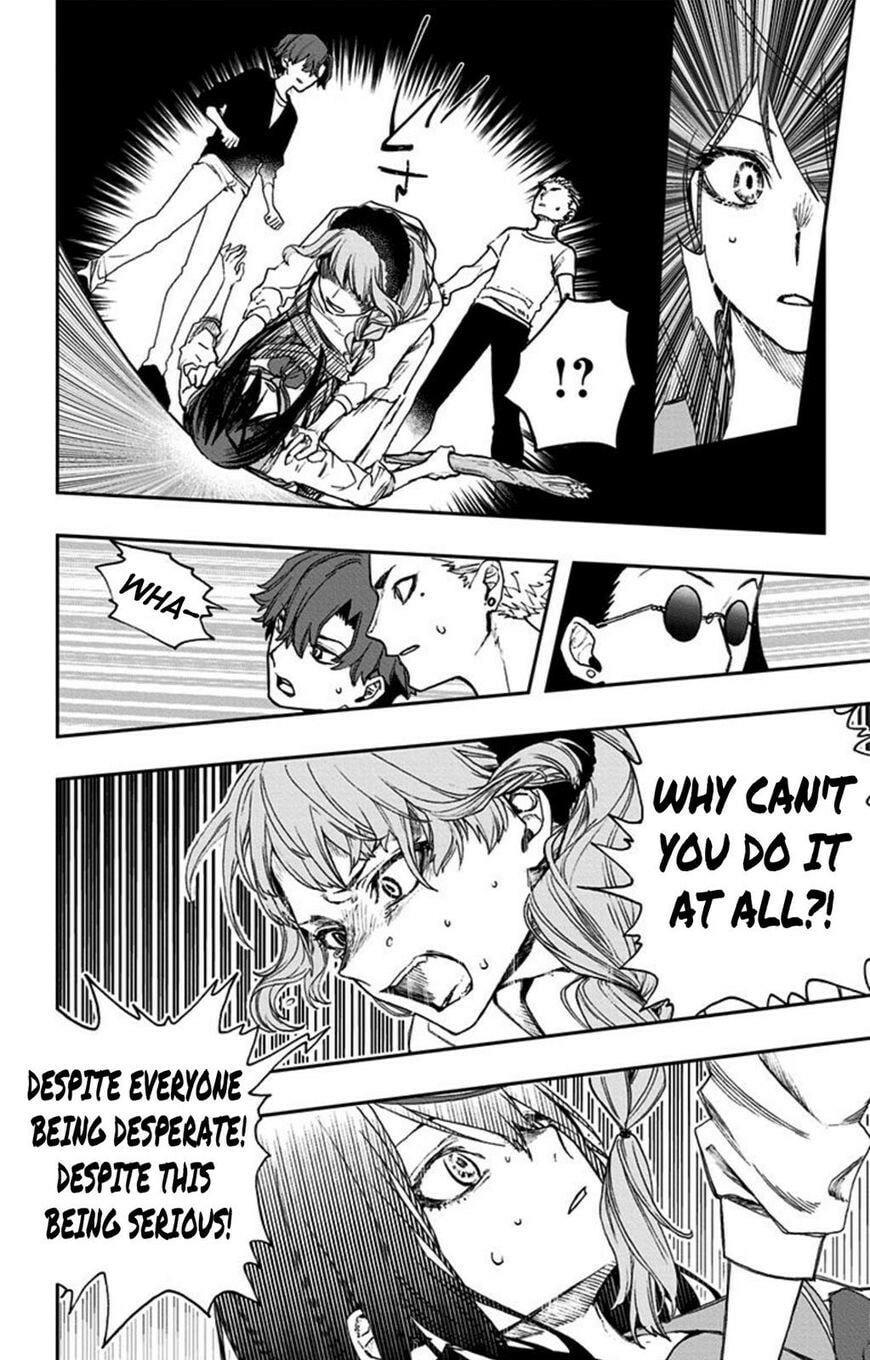 !?
WHA-
WHY CAN'T
YOU DO IT
AT ALL?!
DESPITE EVERYONE
BEING DESPERATE!
DESPITE THIS
BEING SERIOUS!